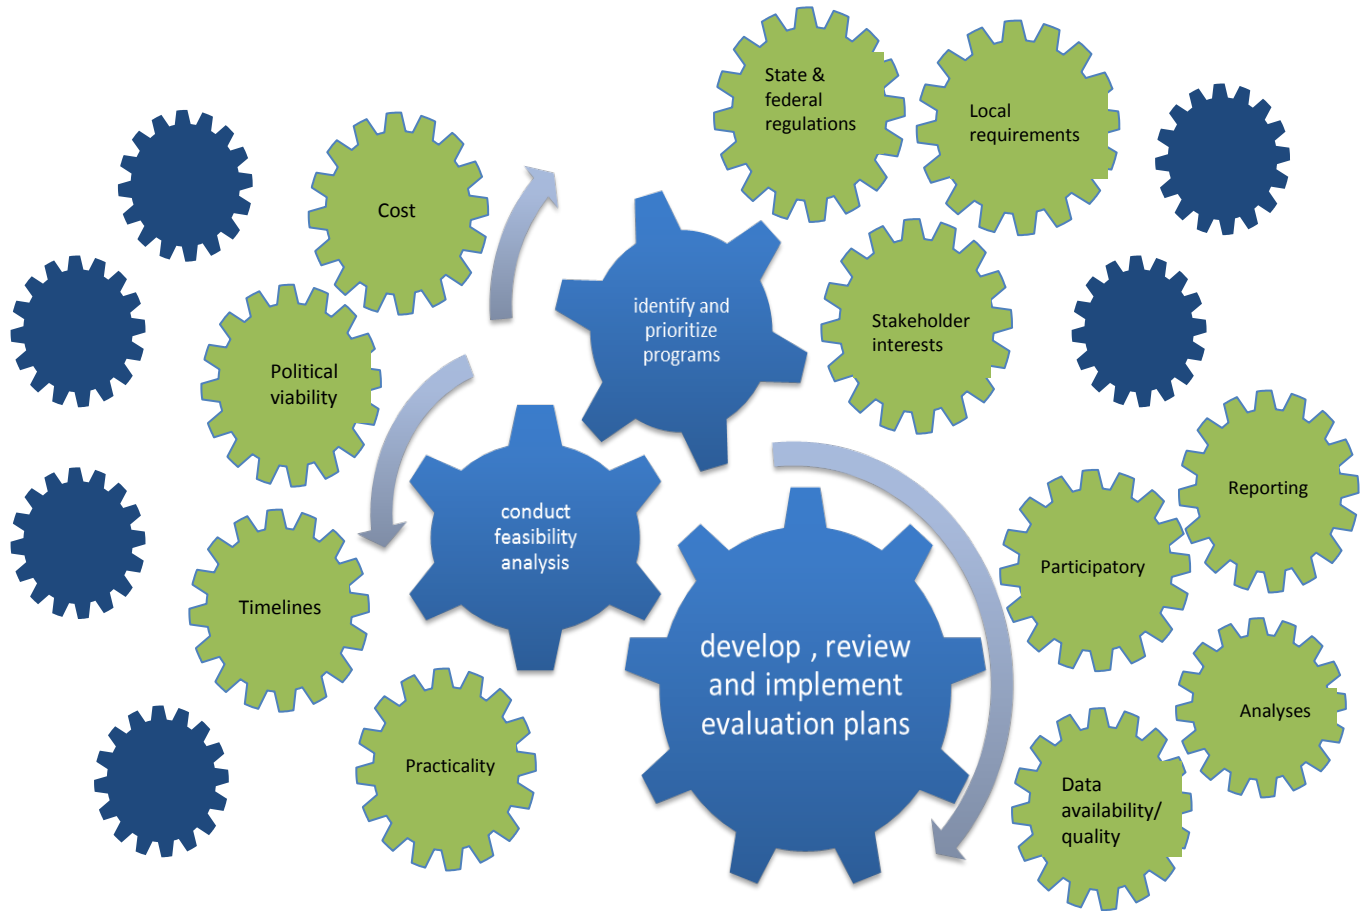 State &
federal
regulations
Local
requirements
Cost
identify and
prioritize
programs
Stakeholder
interests
Political
viability
conduct
feasibility
analysis
Reporting
Participatory
Timelines
develop , review
and implement
evaluation plans
Analyses
Practicality
Data
availability/
quality